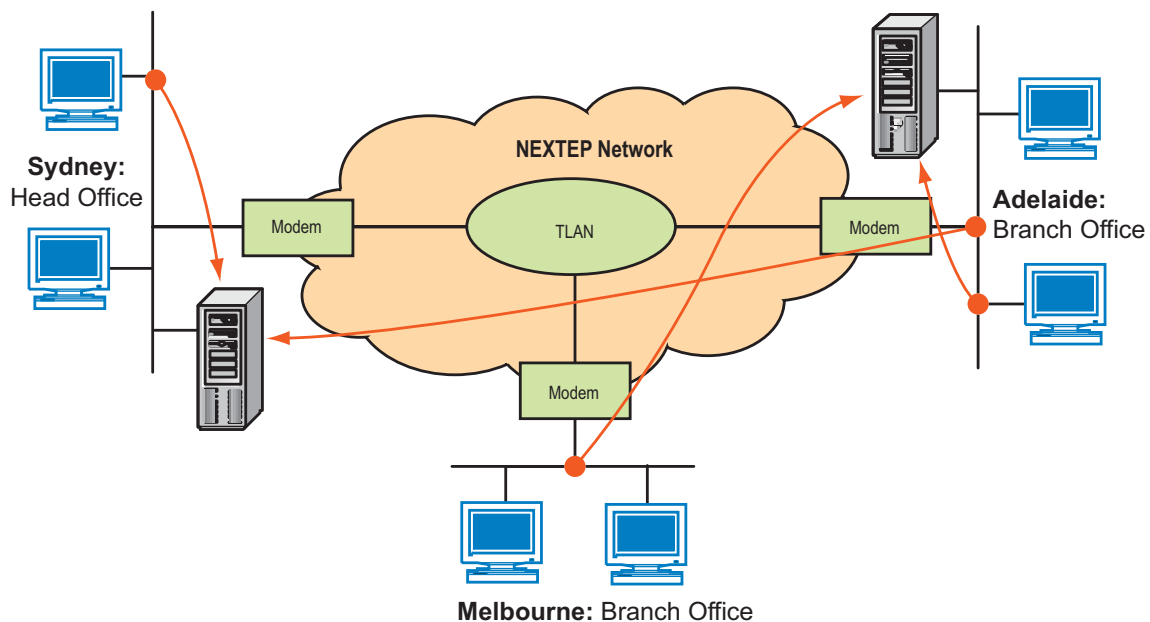 NEXTEP Network
Sydney:
Head Office
Modem
TLAN
Modem
Adelaide:
Branch Office
Modem
Melbourne: Branch Office